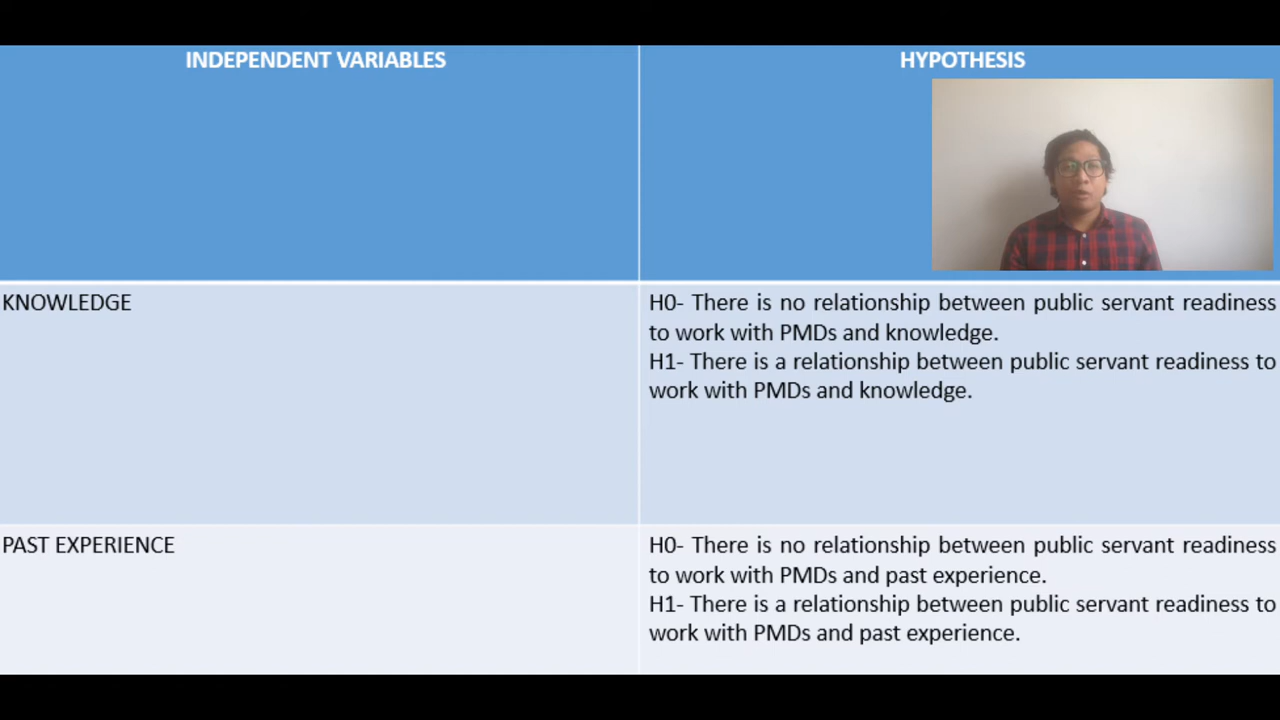 INDEPENDENT VARIABLES
HYPOTHESIS
KNOWLEDGE
H0- There is no relationship between public servant readiness
to work with PMDs and knowledge.
H1- There is a relationship between public servant readiness to
work with PMDs and knowledge.
PAST EXPERIENCE
H0- There is no relationship between public servant readiness
to work with PMDs and past experience.
H1- There is a relationship between public servant readiness to
work with PMDs and past experience.